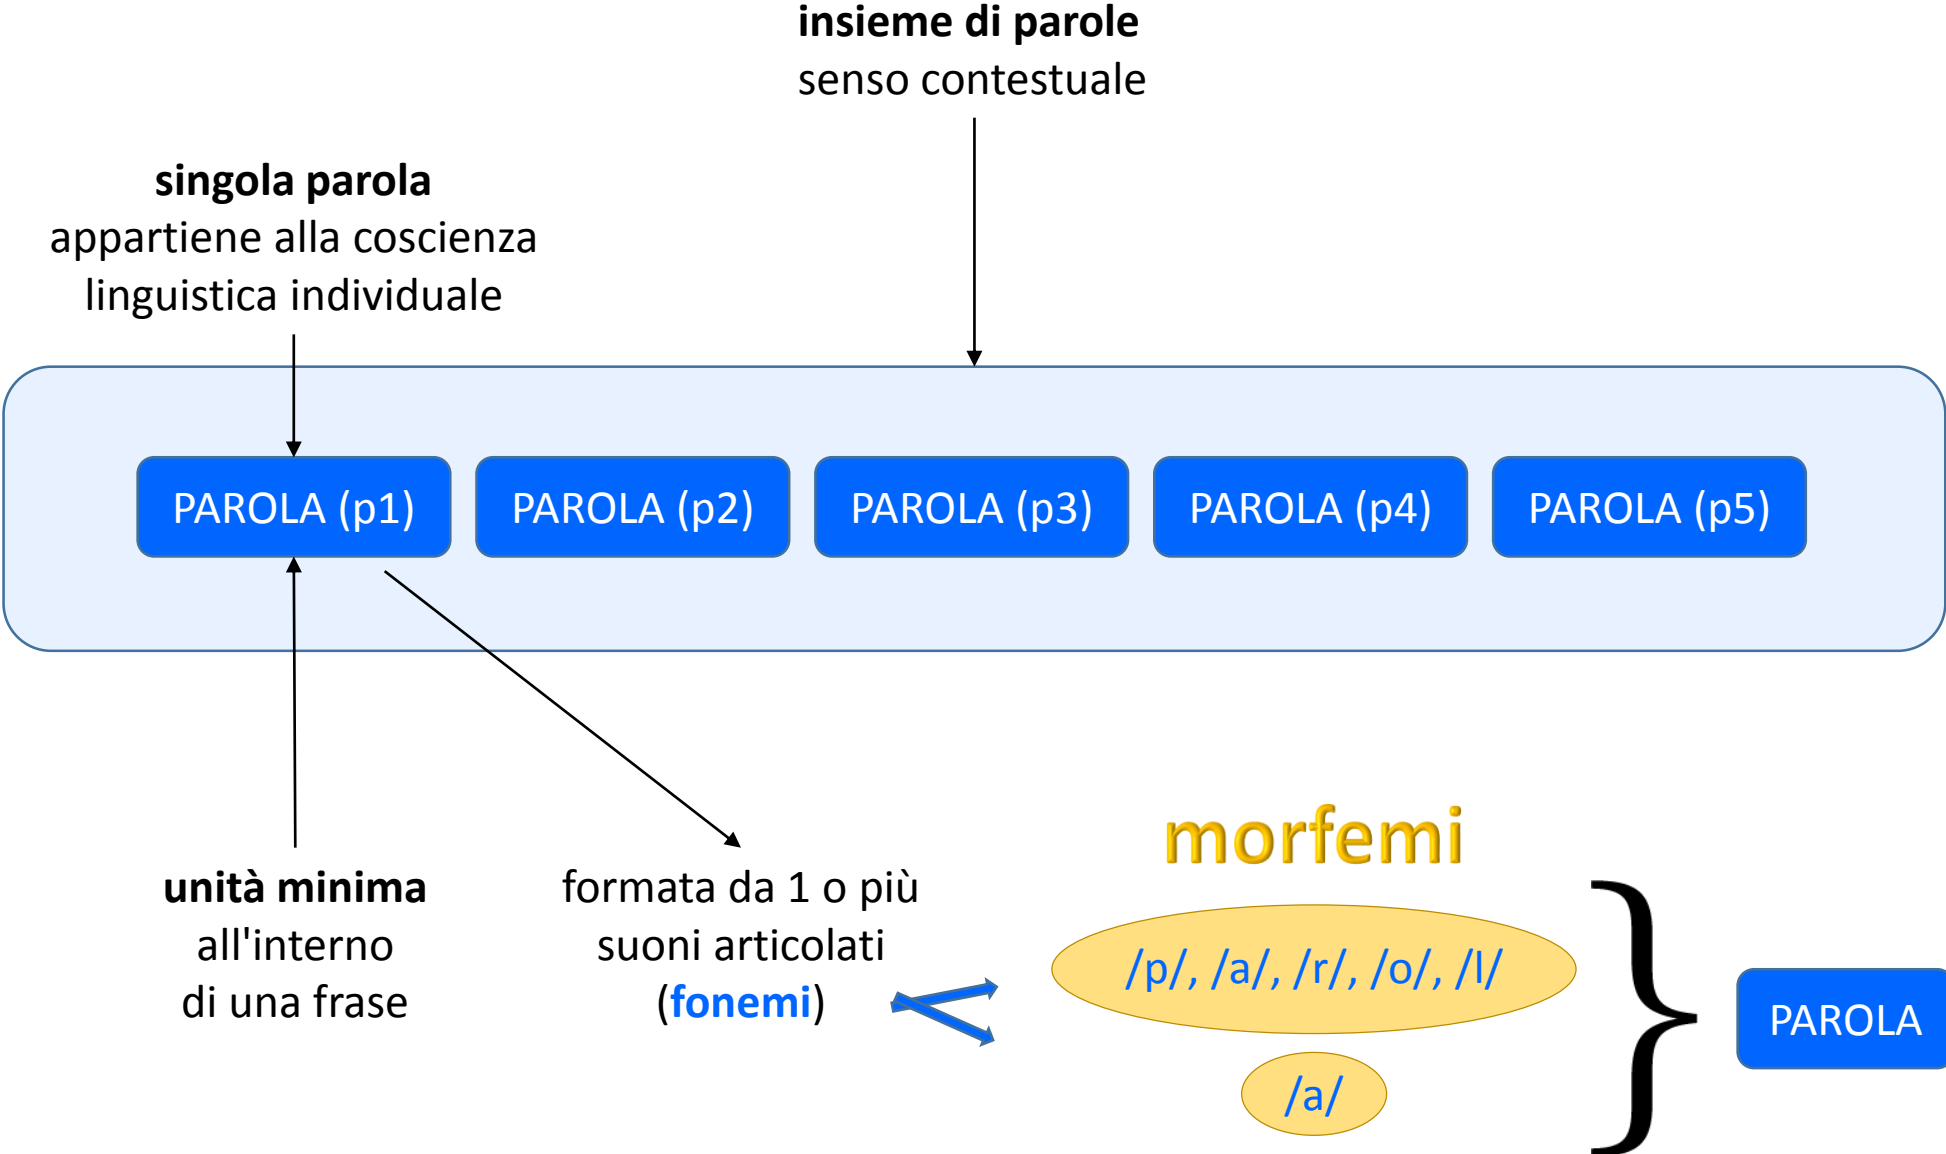 insieme di parole
senso contestuale
singola parola
appartiene alla coscienza
linguistica individuale
PAROLA (p1)
PAROLA (p2)
PAROLA (p3)
PAROLA (p4)
PAROLA (p5)
unità minima
all'interno
di una frase
formata da 1 o più
suoni articolati
(fonemi)
morfemi
/p/, /a/, /r/, /o/, /l/
/a/
}
PAROLA